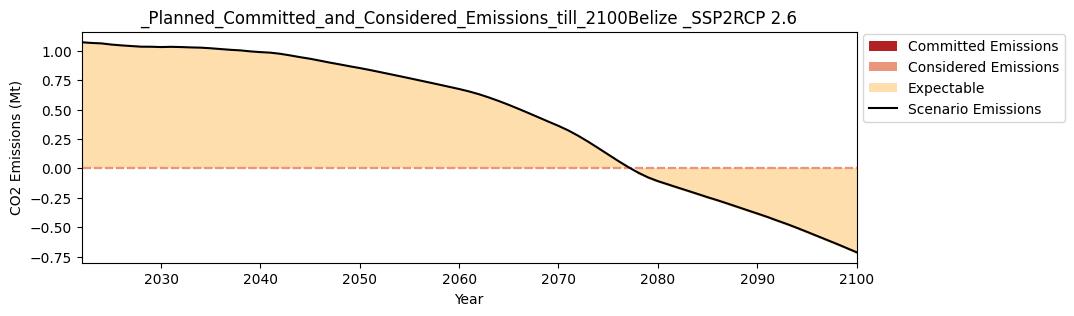 _Planned_Committed_and_Considered_Emissions_till_2100Belize _SSP2RCP 2.6
CO2 Emissions (Mt)
1.00
0.75
0.50
0.25
0.00
−0.25
−0.50
−0.75
2030 2040 2050 2060 2070 2080 2090 2100
Year
Committed Emissions
Considered Emissions
Expectable
Scenario Emissions